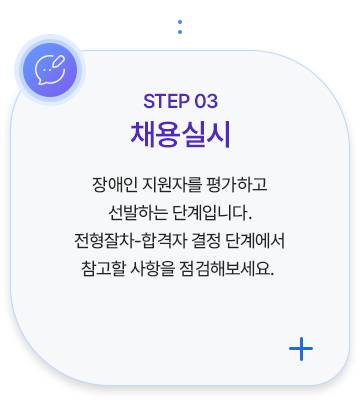 STEP 03
채용실시
장애인 지원자를 평가하고
선발하는 단계입니다.
전형잘차-합격자 결정 단계에서
참고할 사항을 점검해보세요.